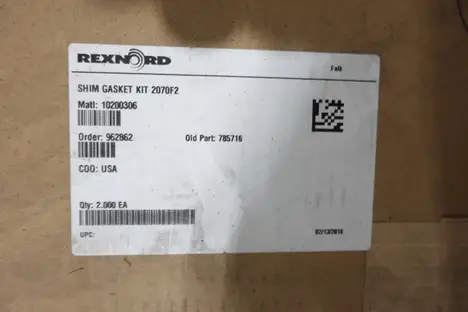 REXNORD
Falk
SHIM GASKET KIT 2070F2
Matl: 10200306
Order: 962862 Old Part: 785716
COO: USA
Qty: 2.000 EA
UPC: 02/13/2018